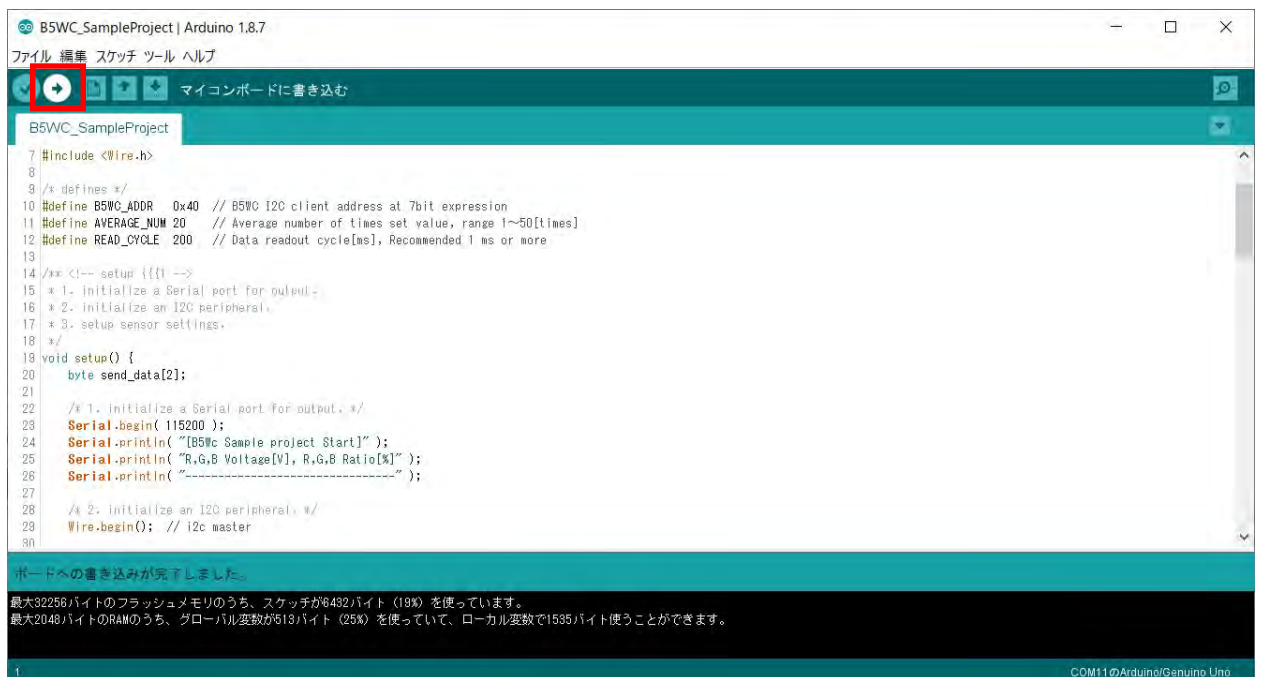 B5WC_SampleProject | Arduino 1.8.7
ファイル 編集 スケッチ ツール ヘルプ
マイコンボードに書き込む
B5WC_SampleProject
7 #include <Wire.h>
8
9 /* defines */
10 #define B5WC_ADDR 0x40 // B5WC I2C client address at 7bit expression
11 #define AVERAGE_NUM 20 // Average number of times set value, range 1～50[times]
12 #define READ_CYCLE 200 // Data readout cycle[ms], Recommended 1 ms or more
13
14 /** <!-- setup {{{1 -->
15 * 1. initialize a Serial port for output.
16 * 2. initialize an I2C peripheral.
17 * 3. setup sensor settings.
18 */
19 void setup() {
20 byte send_data[2];
21
22 /* 1. initialize a Serial port for output. */
23 Serial.begin( 115200 );
24 Serial.println( "[B5Wc Sample project Start]" );
25 Serial.println( "R,G,B Voltage[V], R,G,B Ratio[%]" );
26 Serial.println( "--------------------------------" );
27
28 /* 2. initialize an I2C peripheral. */
29 Wire.begin(); // i2c master
30
ボードへの書き込みが完了しました。
最大32256バイトのフラッシュメモリのうち、スケッチが6432バイト（19%）を使っています。
最大2048バイトのRAMのうち、グローバル変数が513バイト（25%）を使っていて、ローカル変数で1535バイト使うことができます。
1
COM11のArduino/Genuino Uno